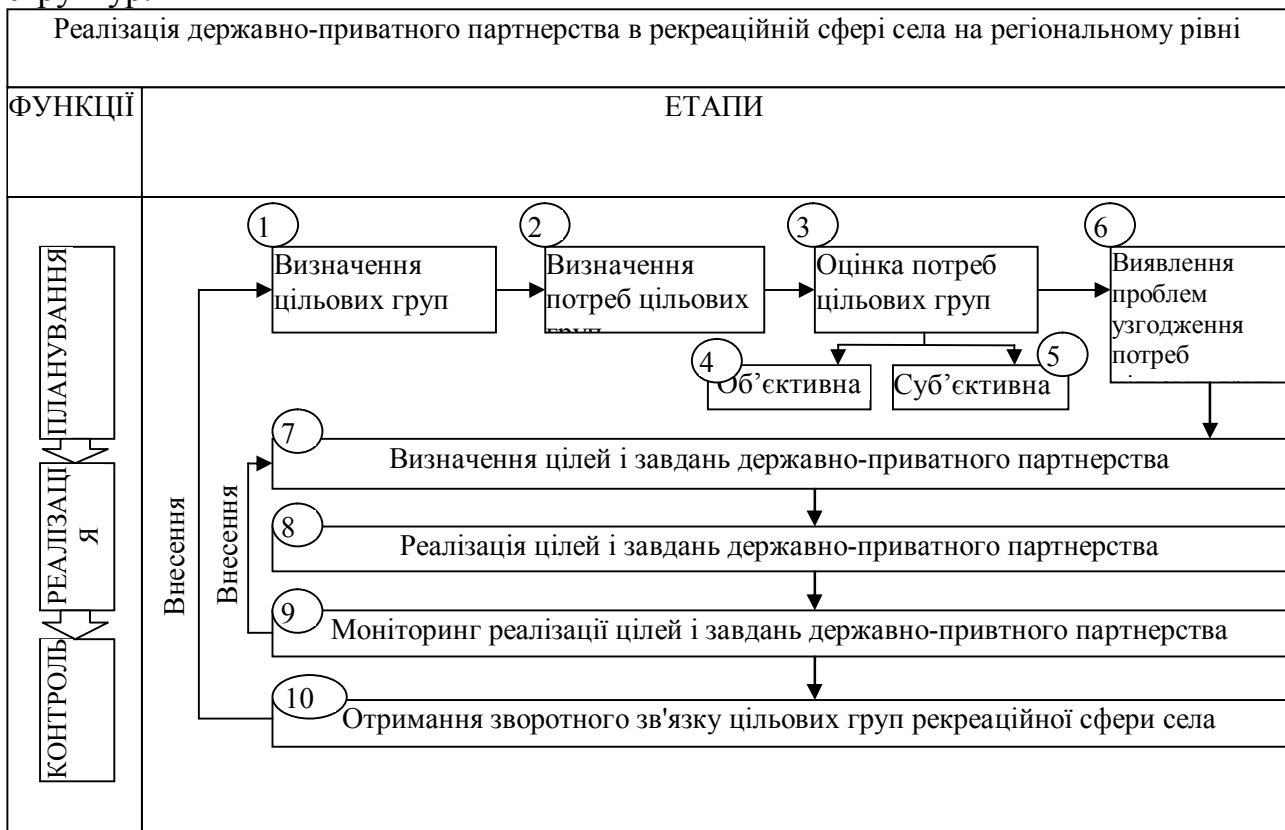 Реалізація державно-приватного партнерства в рекреаційній сфері села на регіональному рівні
ФУНКЦІЇ
ЕТАПИ
ПЛАНУВАННЯ
РЕАЛІЗАЦІ
Я
КОНТРОЛЬ
Внесення
Внесення
1
Визначення
цільових груп
2
Визначення
потреб цільових
груп
3
Оцінка потреб
цільових груп
4
Об’єктивна
5
Суб’єктивна
6
Виявлення
проблем
узгодження
потреб
7
Визначення цілей і завдань державно-приватного партнерства
8
Реалізація цілей і завдань державно-приватного партнерства
9
Моніторинг реалізації цілей і завдань державно-привтного партнерства
10
Отримання зворотного зв'язку цільових груп рекреаційної сфери села